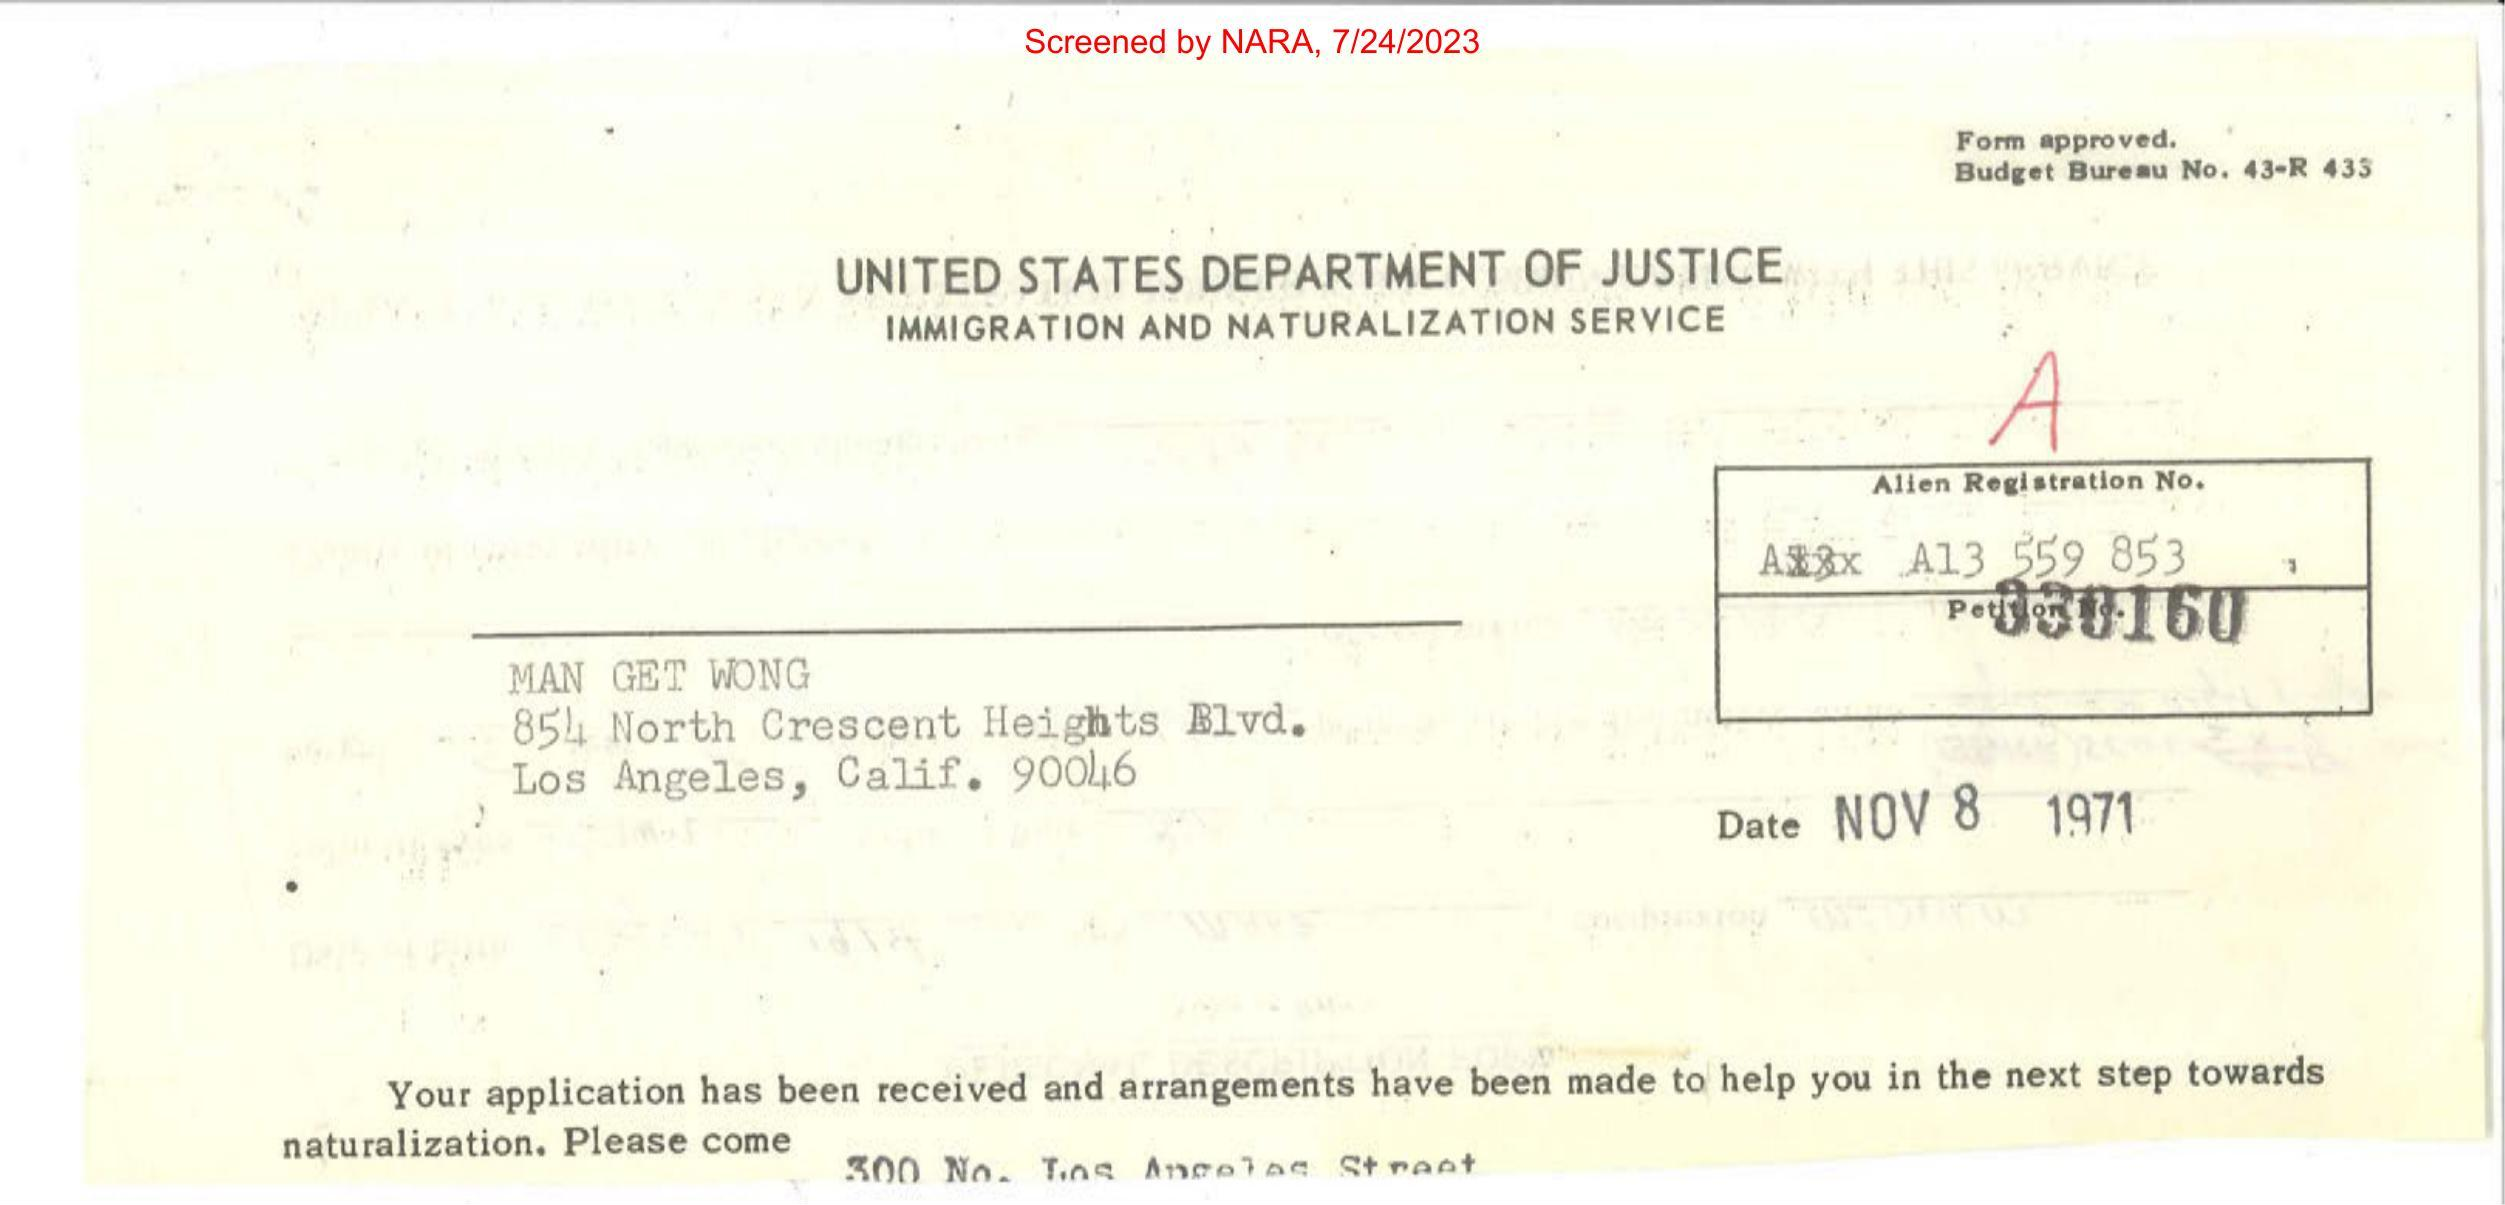 Screened by NARA, 7/24/2023
Form approved.
Budget Bureau No. 43-R 435
UNITED STATES DEPARTMENT OF JUSTICE
IMMIGRATION AND NATURALIZATION SERVICE
A
Alien Registration No.
A13x A13 559 853
Petition No.
330160
MAN GET WONG
854 North Crescent Heights Blvd.
Los Angeles, Calif. 90046
Date NOV 8 1971
Your application has been received and arrangements have been made to help you in the next step towards
naturalization. Please come
300 No. Los Angeles Street